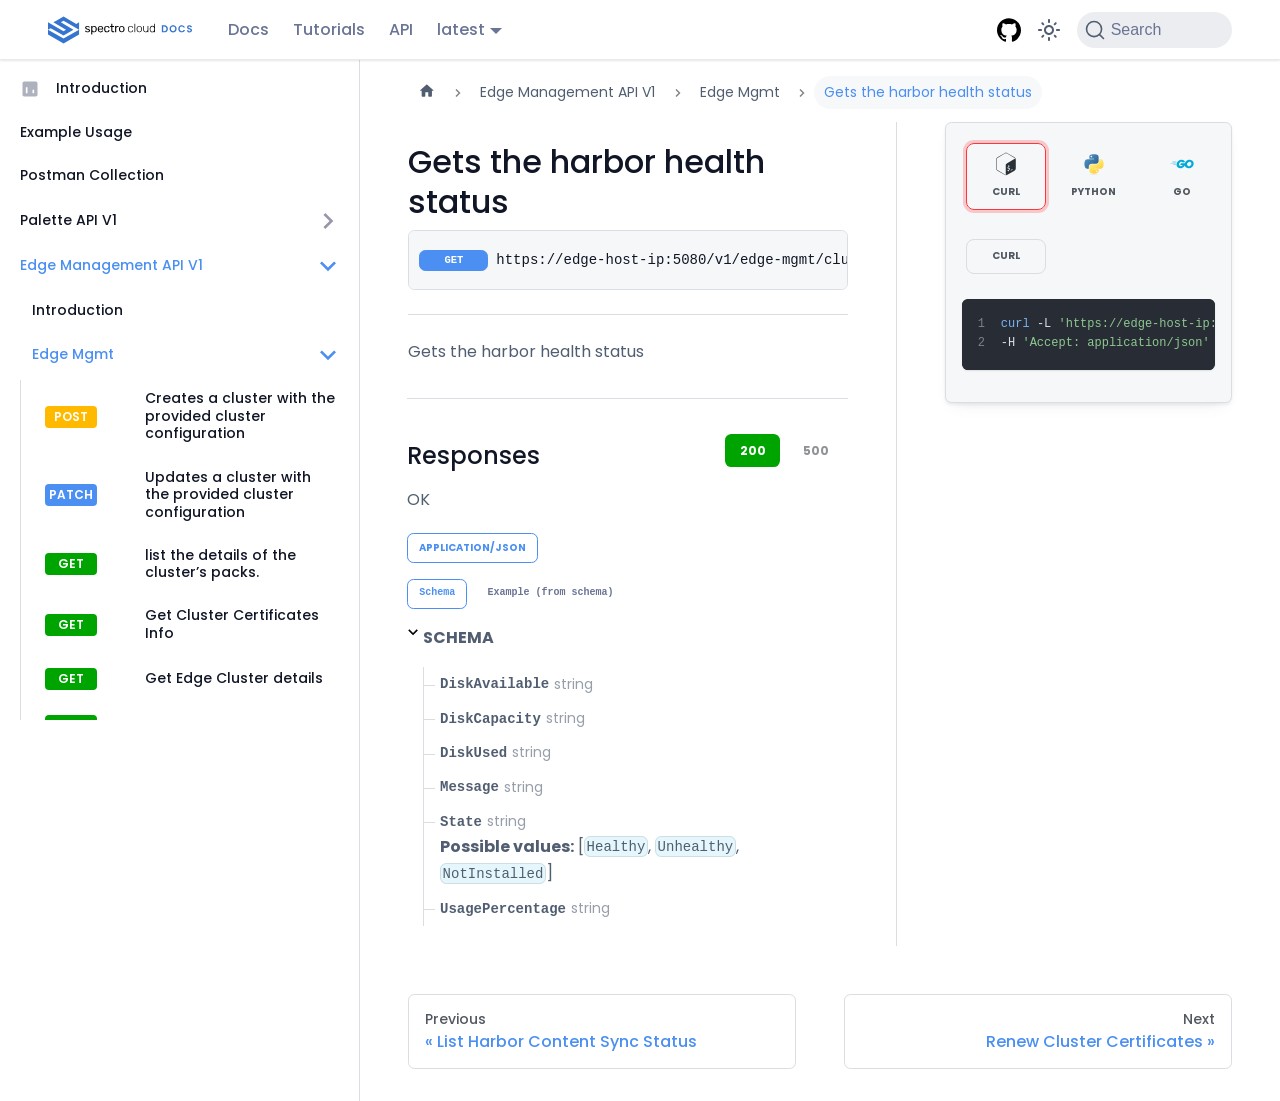 spectro cloud DOCS
Docs
Tutorials
API
latest
Search
Introduction
Example Usage
Postman Collection
Palette API V1
Edge Management API V1
Introduction
Edge Mgmt
POST
Creates a cluster with the
provided cluster
configuration
PATCH
Updates a cluster with
the provided cluster
configuration
GET
list the details of the
cluster’s packs.
GET
Get Cluster Certificates
Info
GET
Get Edge Cluster details
Edge Management API V1
Edge Mgmt
Gets the harbor health status
Gets the harbor health
status
GET
https://edge-host-ip:5080/v1/edge-mgmt/clu
Gets the harbor health status
Responses
200
500
OK
APPLICATION/JSON
Schema
Example (from schema)
SCHEMA
DiskAvailable string
DiskCapacity string
DiskUsed string
Message string
State string
Possible values: [Healthy, Unhealthy,
NotInstalled]
UsagePercentage string
CURL
PYTHON
GO
CURL
1 curl -L 'https://edge-host-ip:
2 -H 'Accept: application/json'
Previous
« List Harbor Content Sync Status
Next
Renew Cluster Certificates »